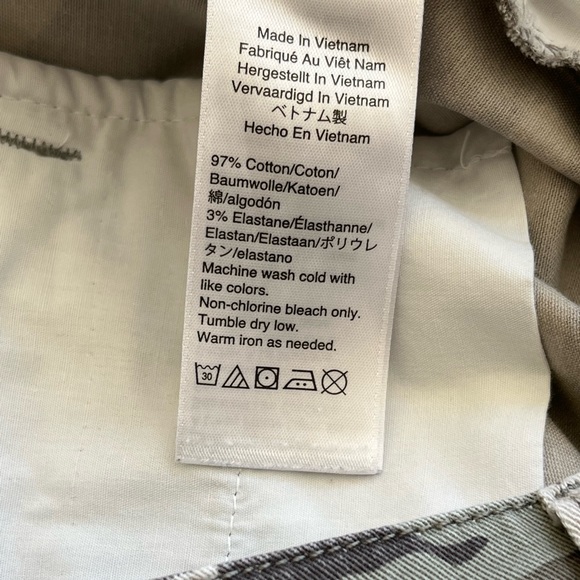 Made In Vietnam
Fabriqué Au Viêt Nam
Hergestellt In Vietnam
Vervaardigd In Vietnam
ベトナム製
Hecho En Vietnam
97% Cotton/Coton/
Baumwolle/Katoen/
綿/algodón
3% Elastane/Élasthanne/
Elastan/Elastaan/ポリウレ
タン/elastano
Machine wash cold with
like colors.
Non-chlorine bleach only.
Tumble dry low.
Warm iron as needed.
30